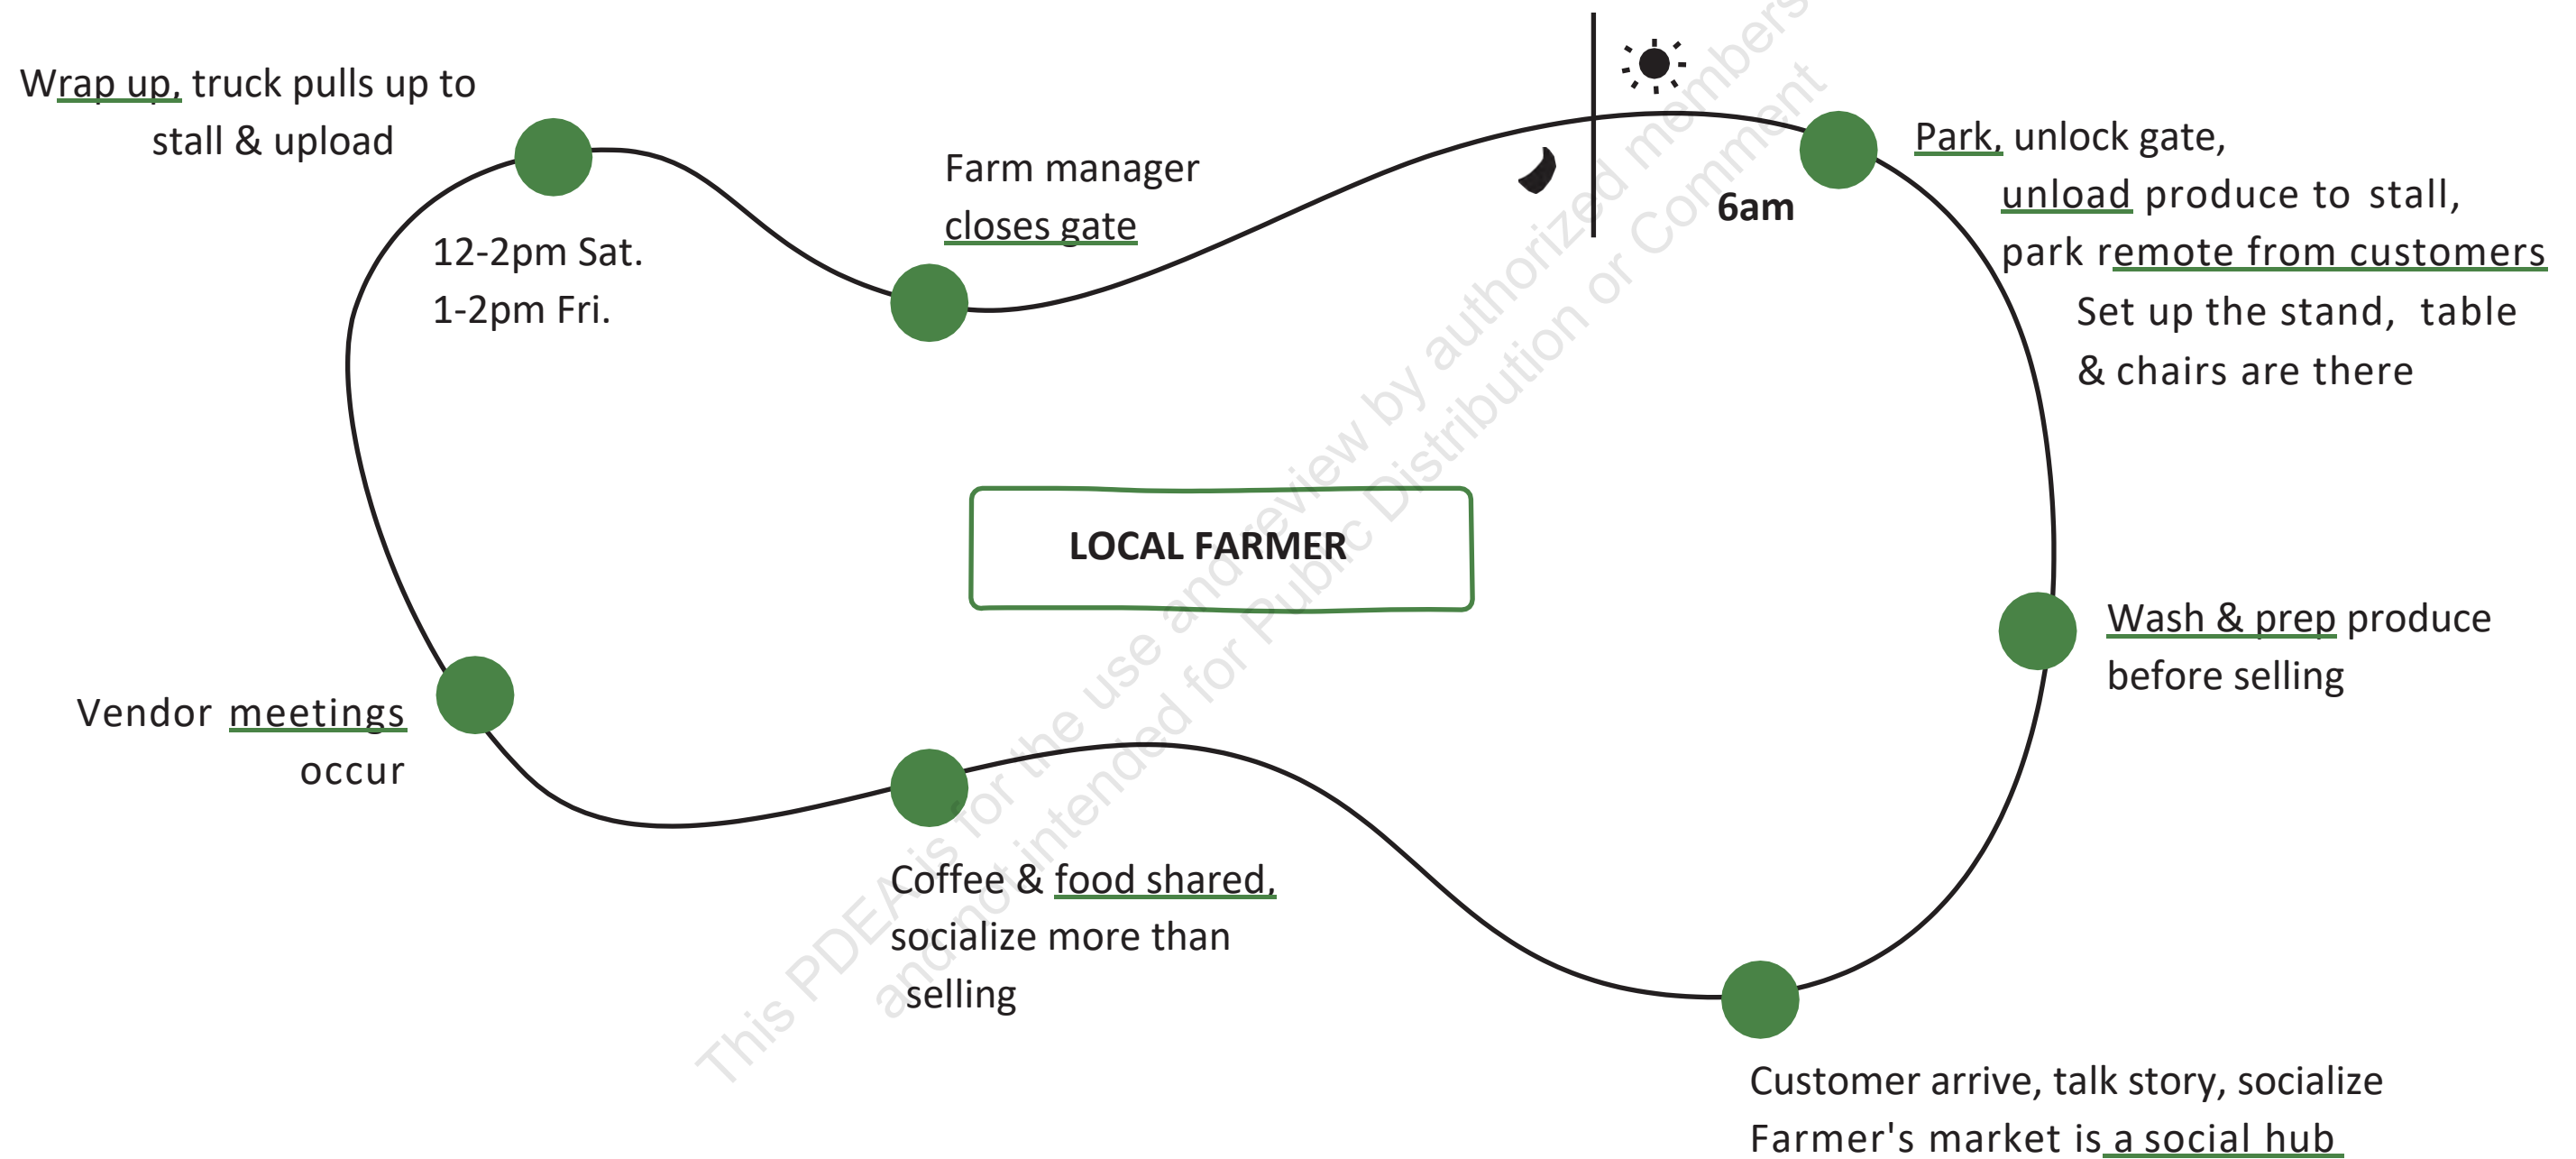 Wrap up, truck pulls up to
stall & upload
12-2pm Sat.
1-2pm Fri.
Farm manager
closes gate
6am
Park, unlock gate,
unload produce to stall,
park remote from customers
Set up the stand, table
& chairs are there
LOCAL FARMER
Wash & prep produce
before selling
Vendor meetings
occur
Coffee & food shared,
socialize more than
selling
Customer arrive, talk story, socialize
Farmer's market is a social hub
This PDEA is for the use and review by authorized members
and not intended for Public Distribution or Comment